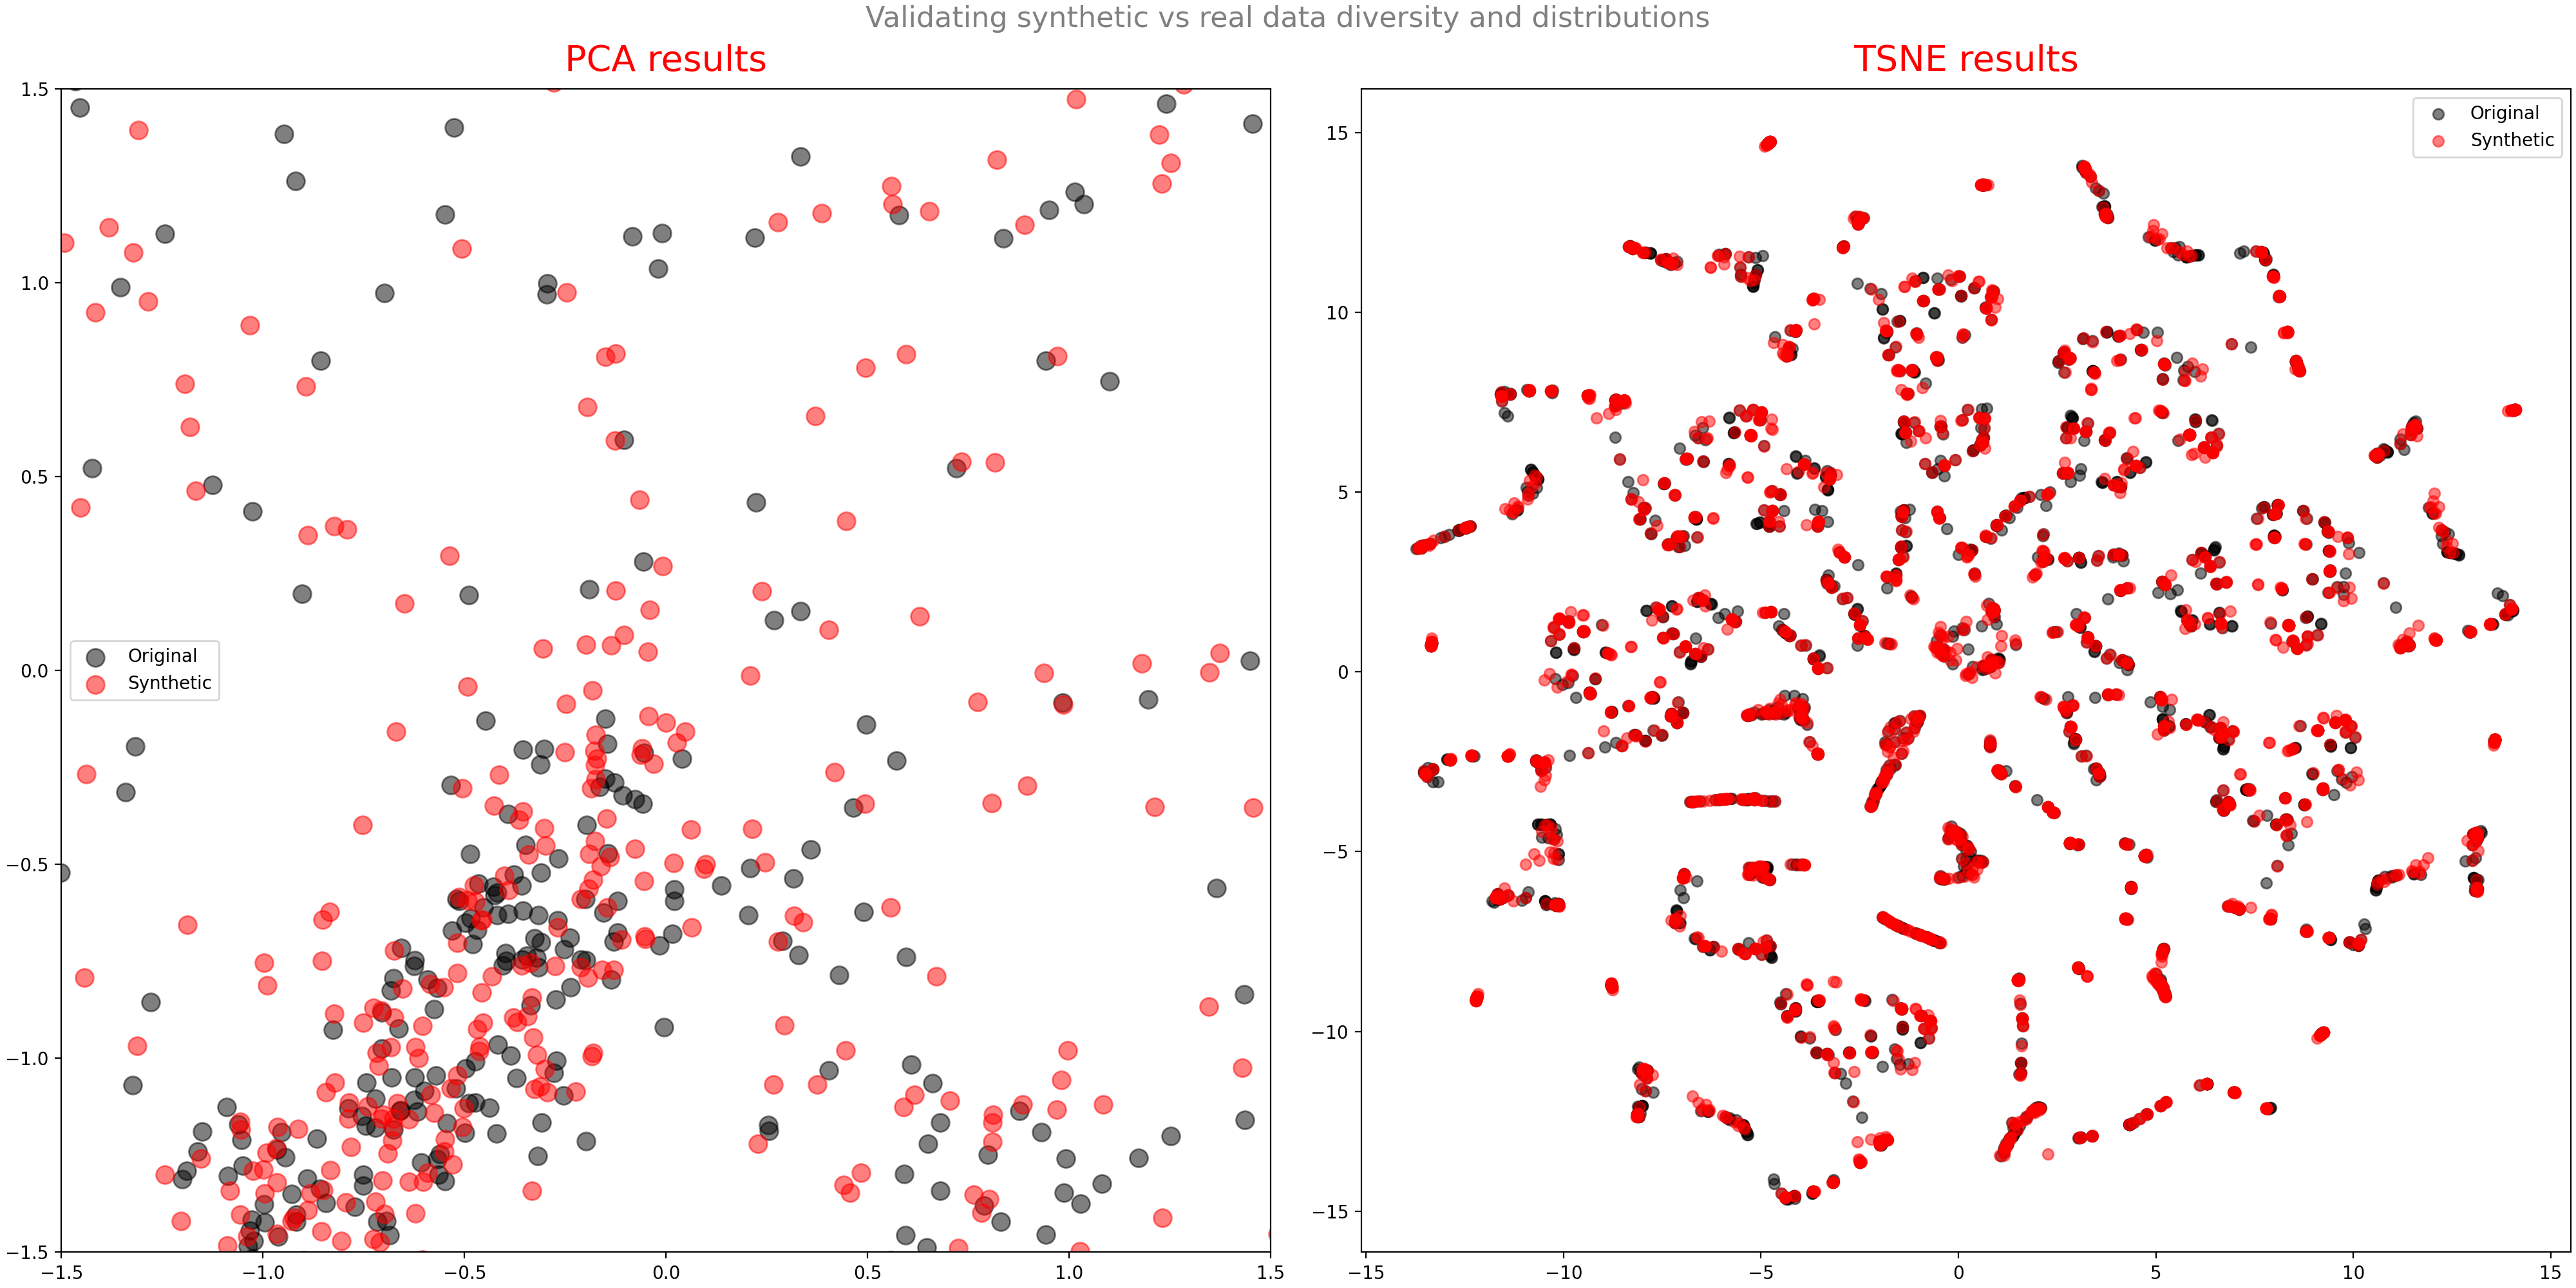 Validating synthetic vs real data diversity and distributions
PCA results
1.5
1.0
0.5
0.0
−0.5
−1.0
−1.5
Original
Synthetic
−1.5 −1.0 −0.5 0.0 0.5 1.0 1.5
TSNE results
15
10
5
0
−5
−10
−15
Original
Synthetic
−15 −10 −5 0 5 10 15